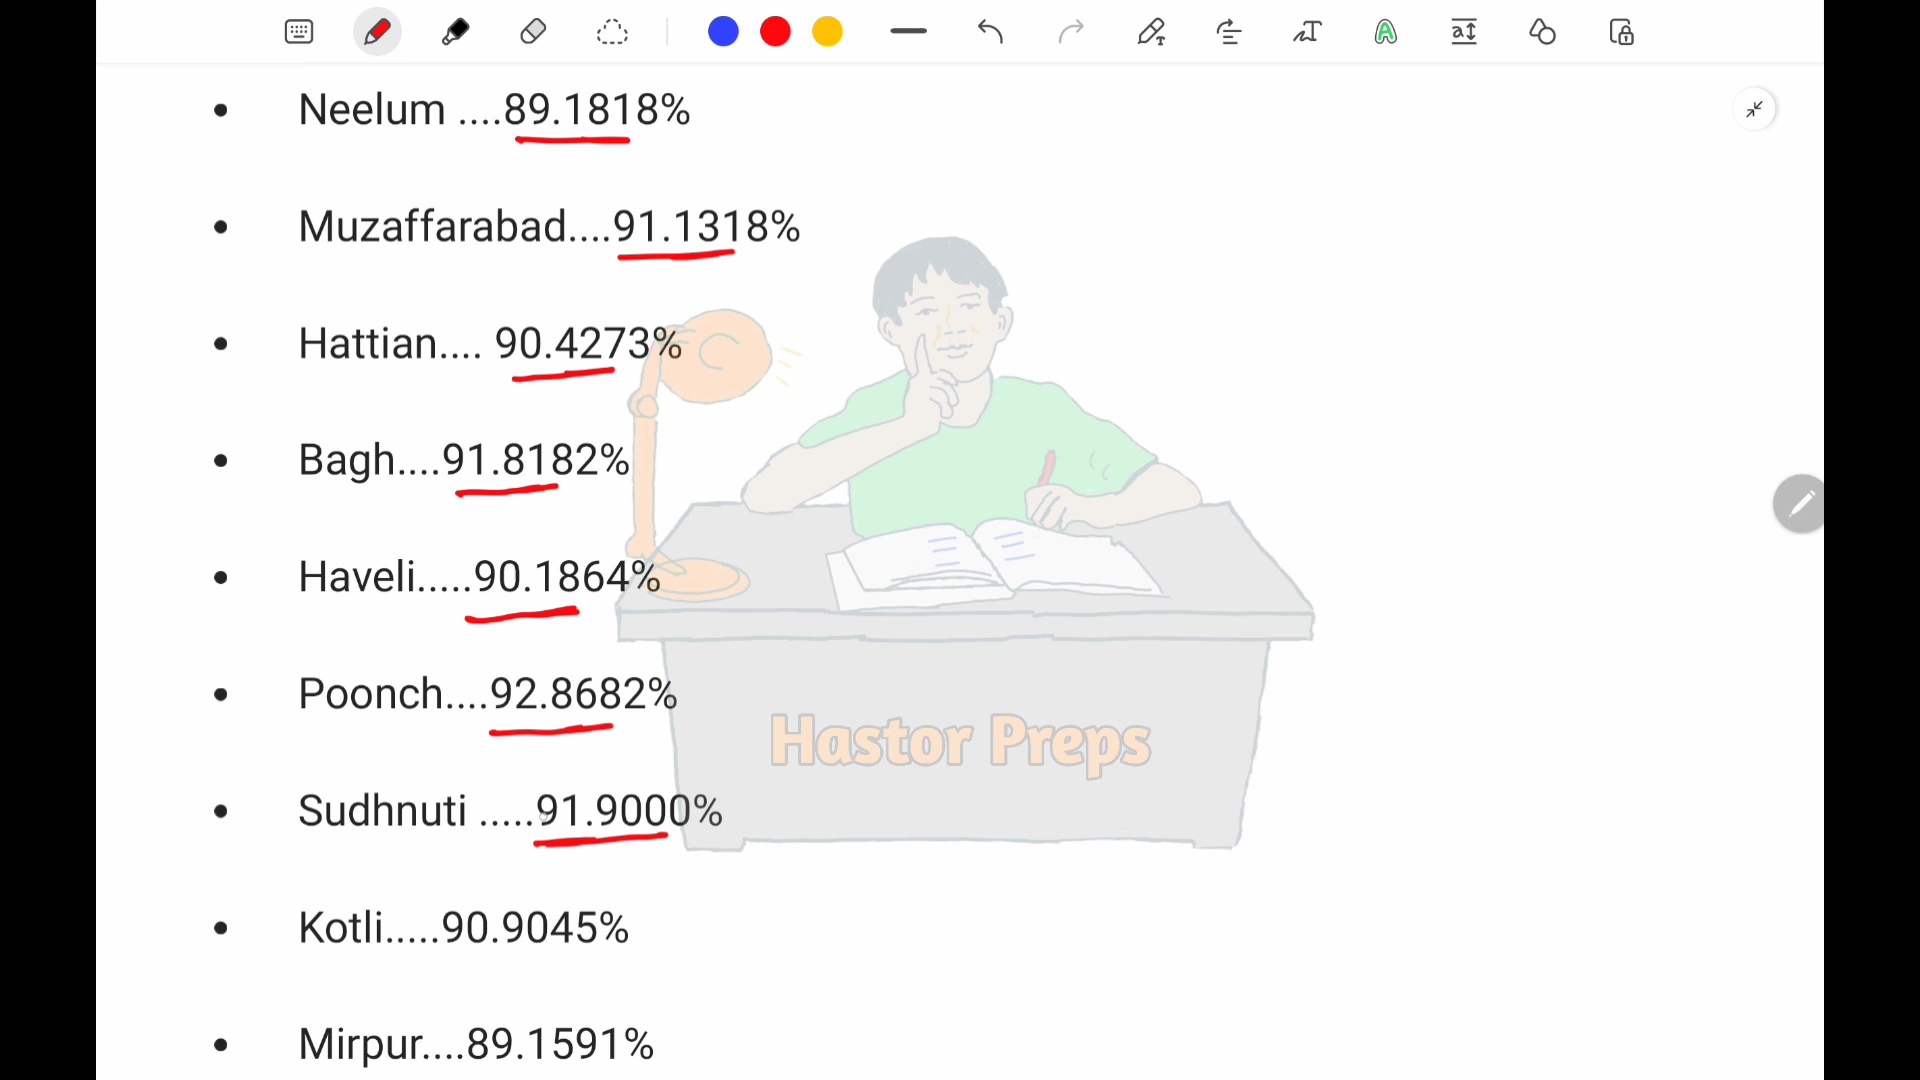 • Neelum ....89.1818%
• Muzaffarabad....91.1318%
• Hattian.... 90.4273%
• Bagh....91.8182%
• Haveli.....90.1864%
• Poonch....92.8682%
Hastor Preps
• Sudhnuti .....91.9000%
• Kotli.....90.9045%
• Mirpur....89.1591%